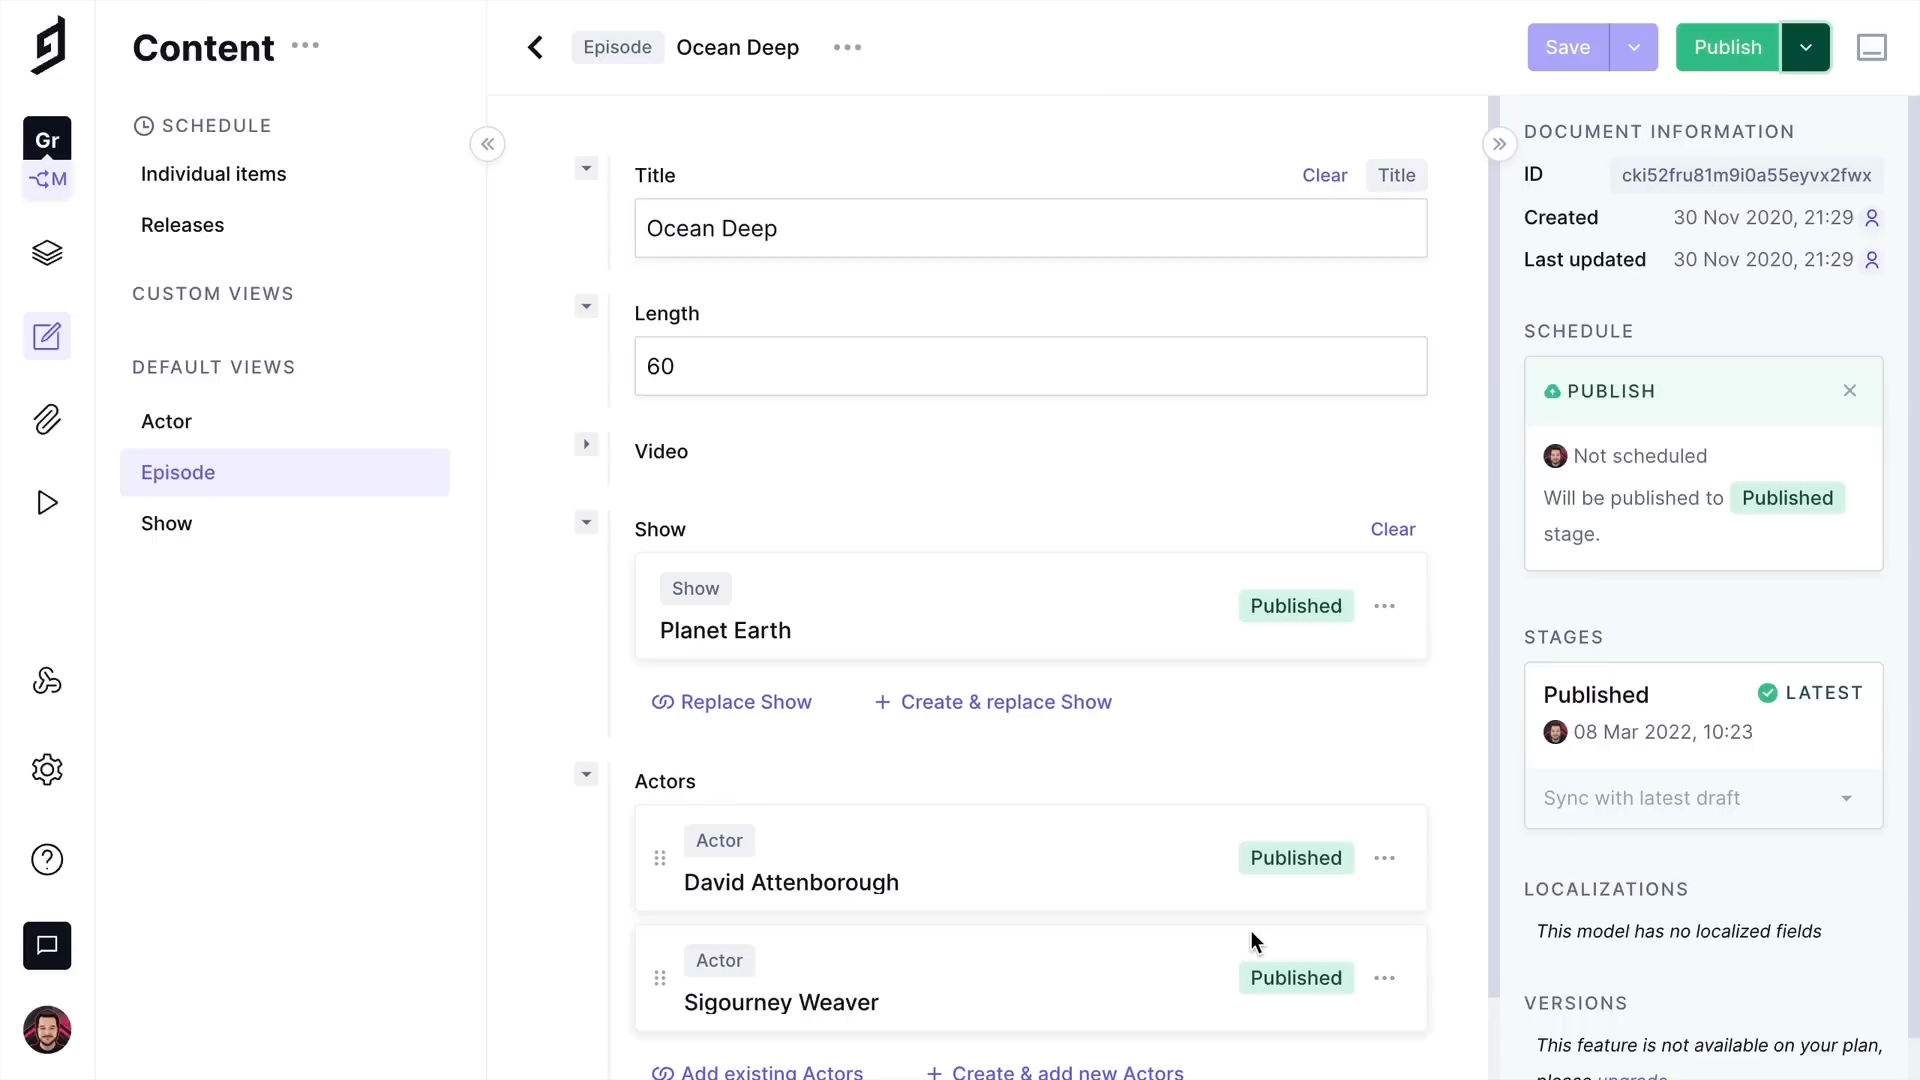 Content
Gr
M
SCHEDULE
Individual items
Releases
CUSTOM VIEWS
DEFAULT VIEWS
Actor
Episode
Show
Episode
Ocean Deep
Save
Publish
Title
Clear
Title
Ocean Deep
Length
60
Video
Show
Clear
Show
Published
Planet Earth
Replace Show
+ Create & replace Show
Actors
Actor
Published
David Attenborough
Actor
Published
Sigourney Weaver
Add existing Actors
+ Create & add new Actors
DOCUMENT INFORMATION
ID cki52fru81m9i0a55eyvx2fwx
Created 30 Nov 2020, 21:29
Last updated 30 Nov 2020, 21:29
SCHEDULE
PUBLISH
Not scheduled
Will be published to Published
stage.
STAGES
Published LATEST
08 Mar 2022, 10:23
Sync with latest draft
LOCALIZATIONS
This model has no localized fields
VERSIONS
This feature is not available on your plan,
please upgrade